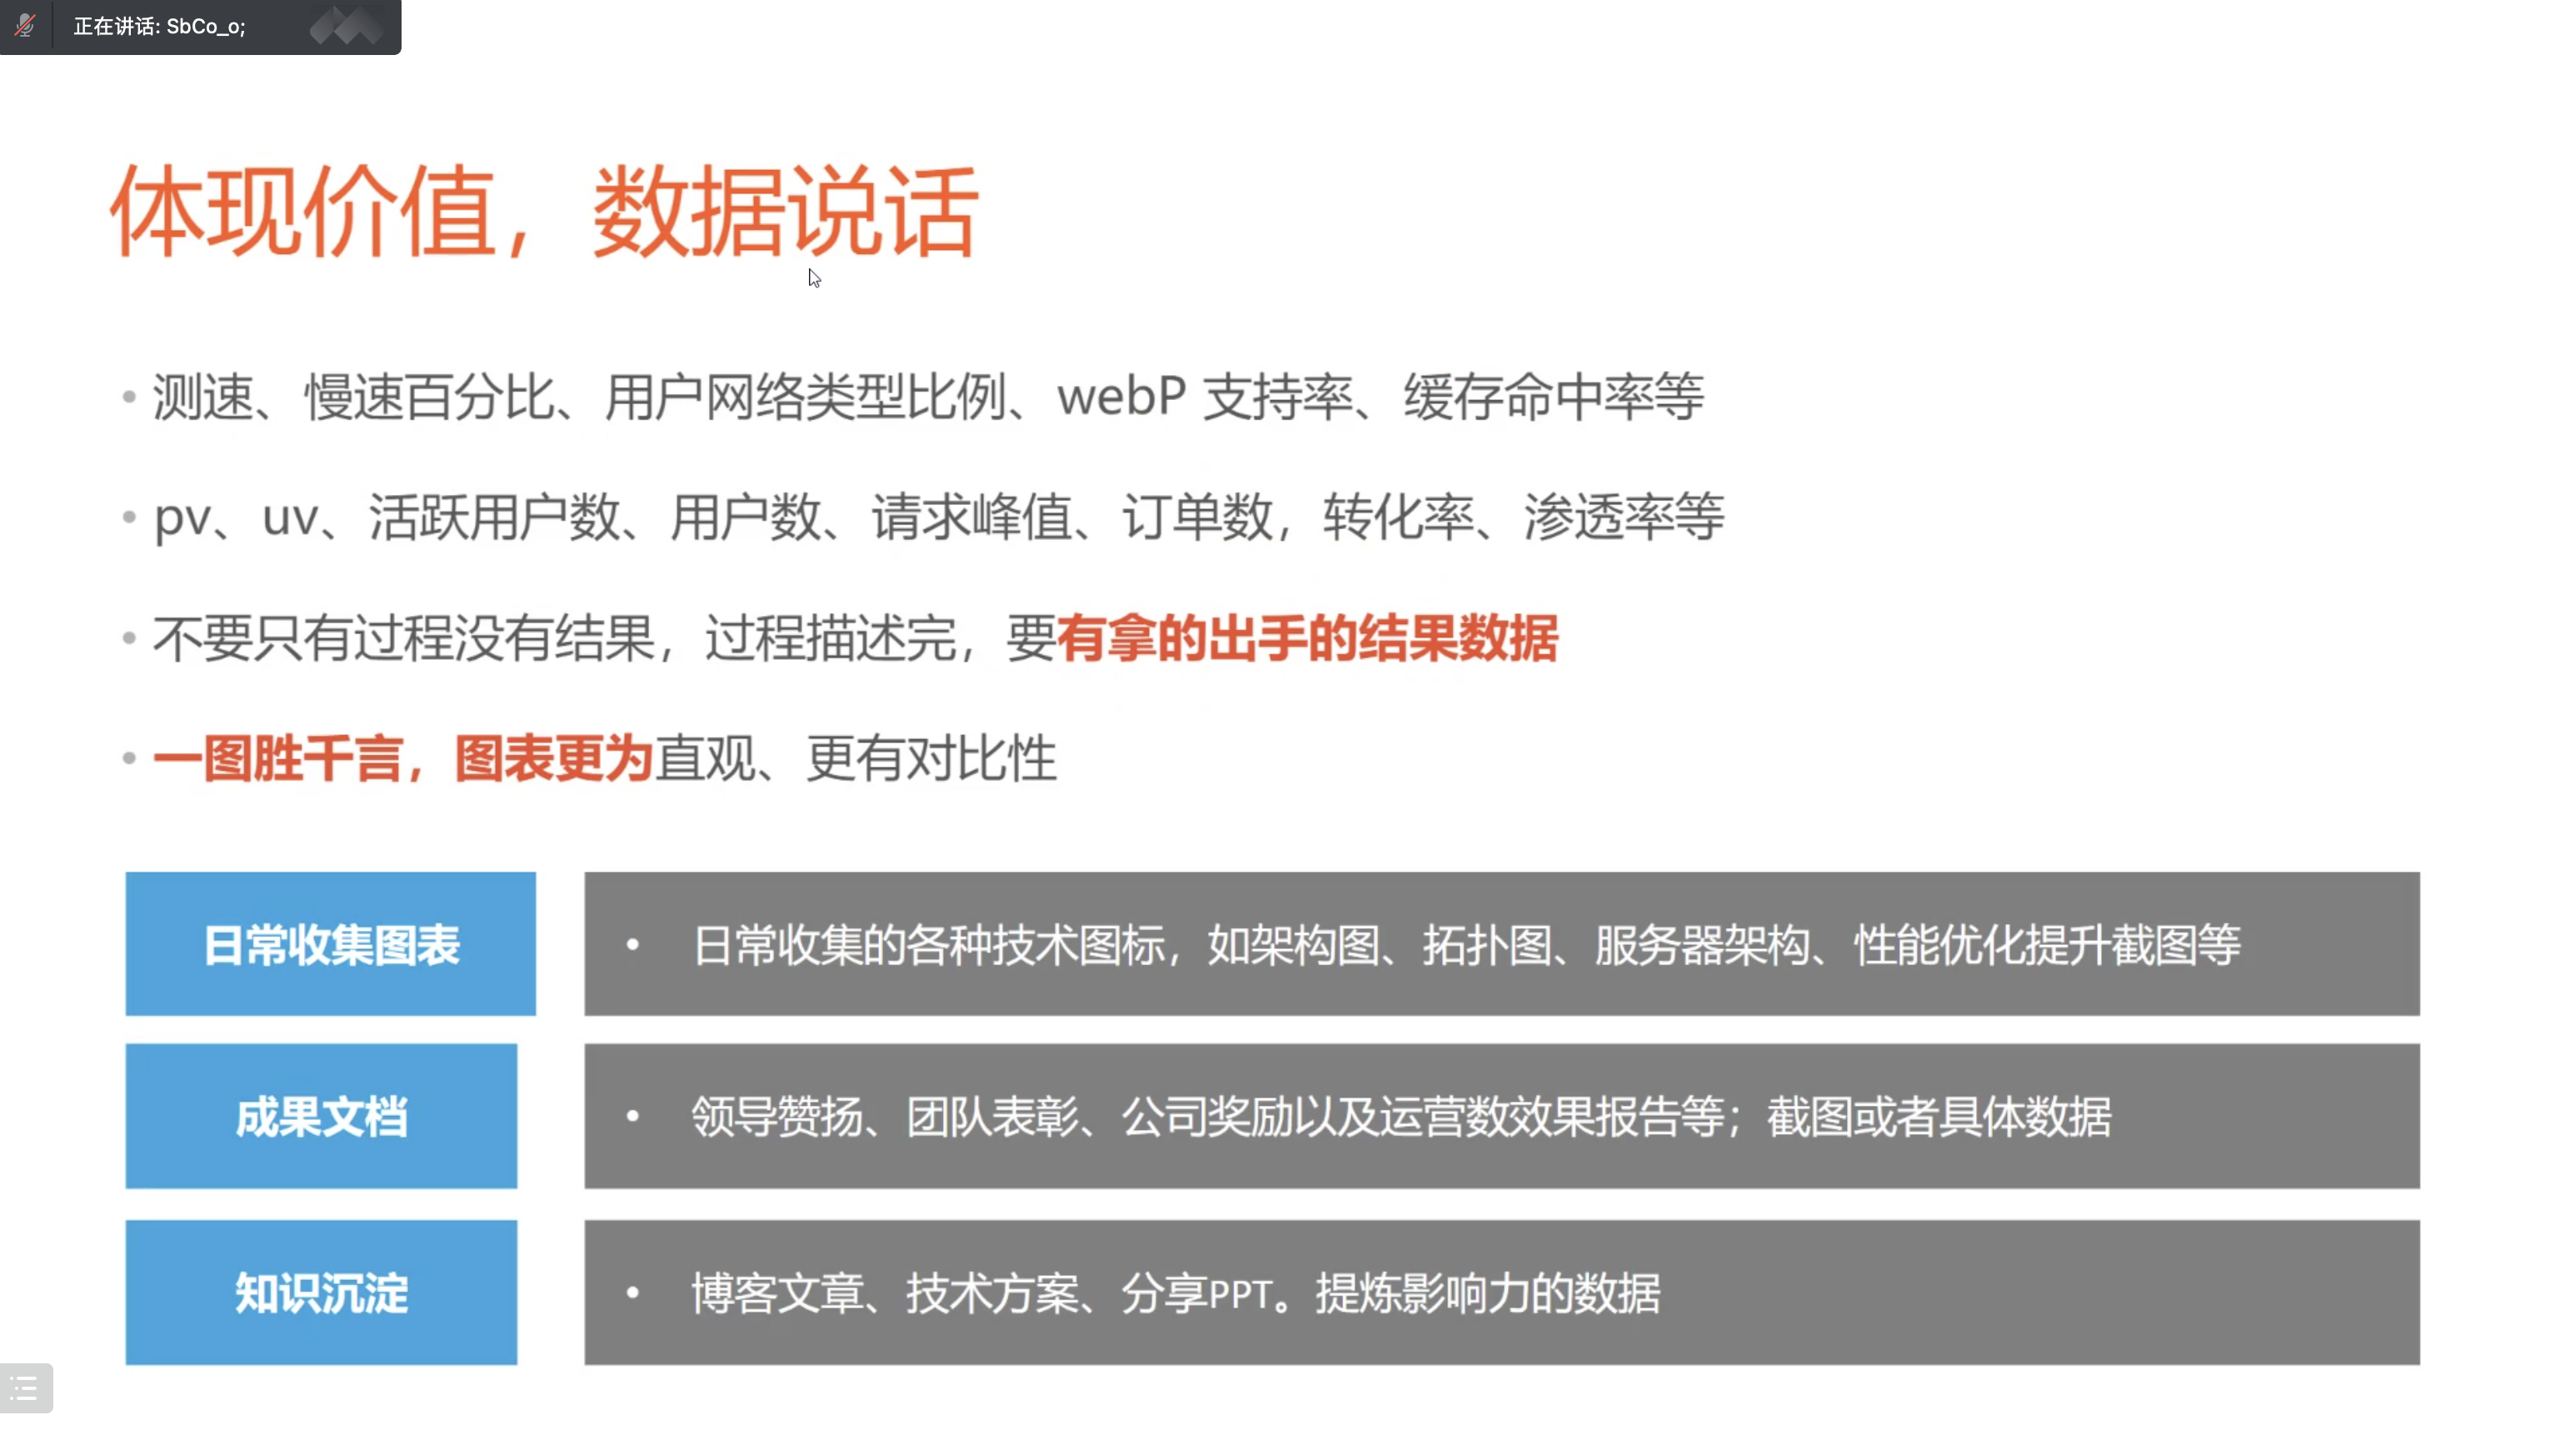 正在讲话: SbCo_o;
体现价值，数据说话
• 测速、慢速百分比、用户网络类型比例、webP 支持率、缓存命中率等
• pv、uv、活跃用户数、用户数、请求峰值、订单数，转化率、渗透率等
• 不要只有过程没有结果，过程描述完，要有拿的出手的结果数据
• 一图胜千言，图表更为直观、更有对比性
日常收集图表
• 日常收集的各种技术图标，如架构图、拓扑图、服务器架构、性能优化提升截图等
成果文档
• 领导赞扬、团队表彰、公司奖励以及运营数效果报告等；截图或者具体数据
知识沉淀
• 博客文章、技术方案、分享PPT。提炼影响力的数据